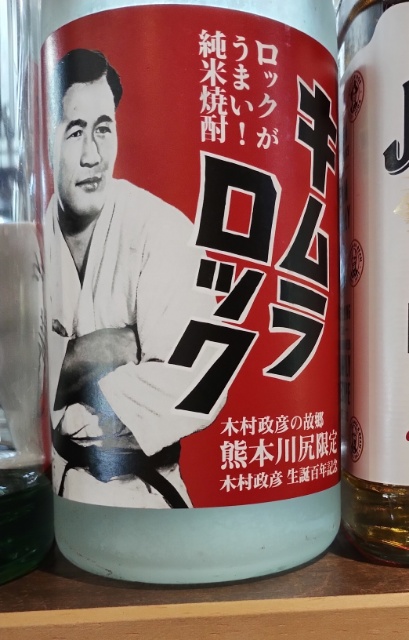 ロックが
うまい！
純米焼酎
キムラ
ロック
木村政彦の故郷
熊本川尻限定
木村政彦 生誕百年記念